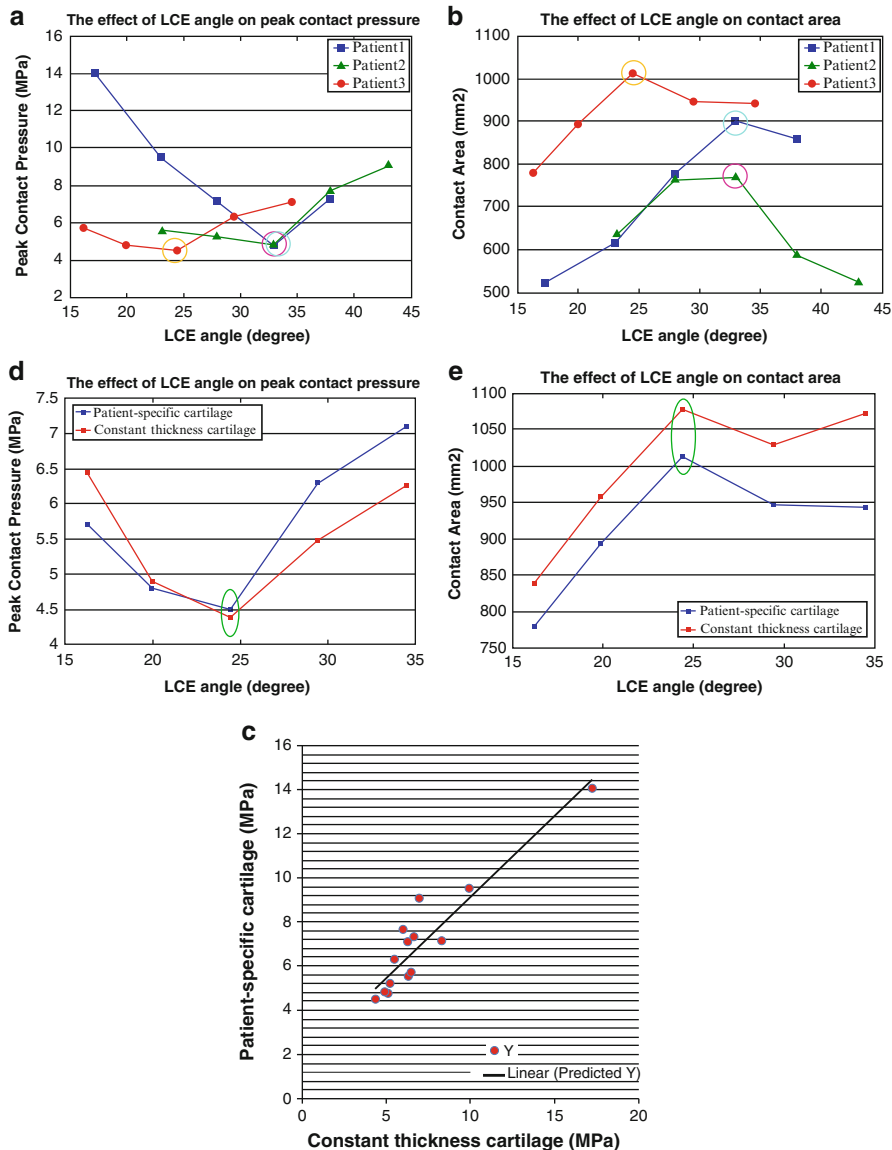 a
The effect of LCE angle on peak contact pressure
16
14
12
10
8
6
4
2
Peak Contact Pressure (MPa)
Patient1
Patient2
Patient3
15 20 25 30 35 40 45
LCE angle (degree)
b
The effect of LCE angle on contact area
1100
1000
900
800
700
600
500
Contact Area (mm2)
Patient1
Patient2
Patient3
15 20 25 30 35 40 45
LCE angle (degree)
d
The effect of LCE angle on peak contact pressure
7.5
7
6.5
6
5.5
5
4.5
4
Peak Contact Pressure (MPa)
Patient-specific cartilage
Constant thickness cartilage
15 20 25 30 35
LCE angle (degree)
e
The effect of LCE angle on contact area
1100
1050
1000
950
900
850
800
750
Contact Area (mm2)
Patient-specific cartilage
Constant thickness cartilage
15 20 25 30 35
LCE angle (degree)
c
16
14
12
10
8
6
4
2
0
Patient-specific cartilage (MPa)
Y
Linear (Predicted Y)
0 5 10 15 20
Constant thickness cartilage (MPa)